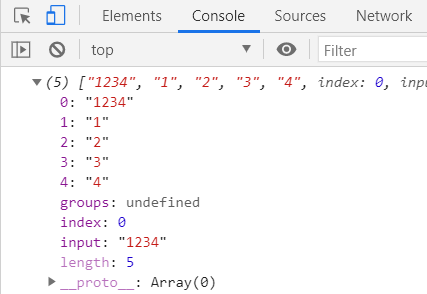 Elements Console Sources Network
top Filter
(5) ["1234", "1", "2", "3", "4", index: 0, inpu
0: "1234"
1: "1"
2: "2"
3: "3"
4: "4"
groups: undefined
index: 0
input: "1234"
length: 5
__proto__: Array(0)